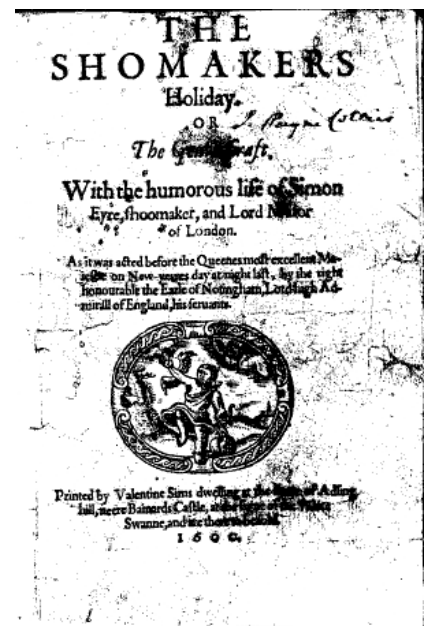 THE
SHOMAKERS
Holiday.
OR
The Gentle Craft.
With the humorous life of Simon
Eyre, shoomaker, and Lord Maior
of London.
As it was acted before the Queenes most excellent Ma-
iestie on New-yeares day at night last, by the right
honourable the Earle of Notingham, Lord high Ad-
mirall of England, his seruants.
Printed by Valentine Sims dwelling at the foote of Adling
hill, neere Bainards Castle, at the signe of the White
Swanne, and are there to be sold.
1600.